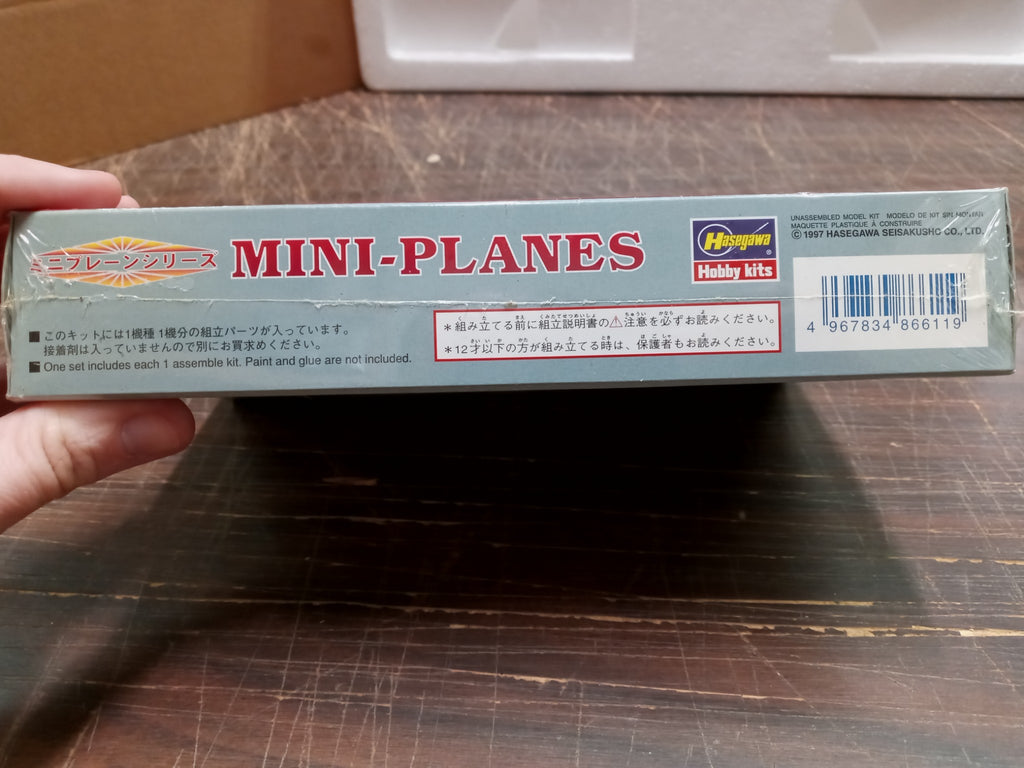 ミニプレーンシリーズ
MINI-PLANES
Hasegawa®
Hobby kits
UNASSEMBLED MODEL KIT MODELO DE KIT SIN MONTAR
MAQUETTE PLASTIQUE À CONSTRUIRE
© 1997 HASEGAWA SEISAKUSHO CO., LTD.
■ このキットには1機種 1機分の組立パーツが入っています。
接着剤は入っていませんので別にお買求めください。
■ One set includes each 1 assemble kit. Paint and glue are not included.
＊組み立てる前に組立説明書の⚠注意を必ずお読みください。
＊12才以下の方が組み立てる時は、保護者もお読みください。
4 967834 866119